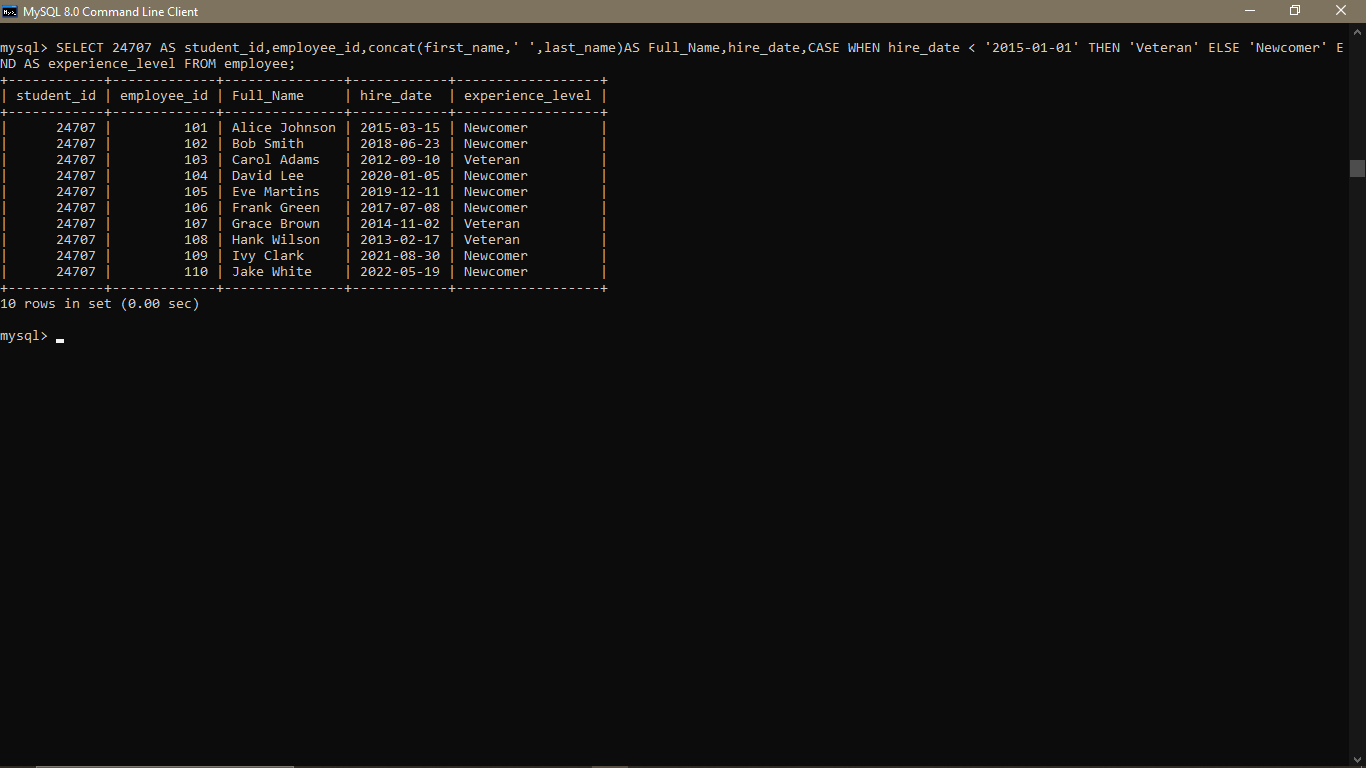 MySQL 8.0 Command Line Client
mysql> SELECT 24707 AS student_id,employee_id,concat(first_name,' ',last_name)AS Full_Name,hire_date,CASE WHEN hire_date < '2015-01-01' THEN 'Veteran' ELSE 'Newcomer' E
ND AS experience_level FROM employee;
+------------+-------------+---------------+------------+------------------+
| student_id | employee_id | Full_Name     | hire_date  | experience_level |
+------------+-------------+---------------+------------+------------------+
|      24707 |         101 | Alice Johnson | 2015-03-15 | Newcomer         |
|      24707 |         102 | Bob Smith     | 2018-06-23 | Newcomer         |
|      24707 |         103 | Carol Adams   | 2012-09-10 | Veteran          |
|      24707 |         104 | David Lee     | 2020-01-05 | Newcomer         |
|      24707 |         105 | Eve Martins   | 2019-12-11 | Newcomer         |
|      24707 |         106 | Frank Green   | 2017-07-08 | Newcomer         |
|      24707 |         107 | Grace Brown   | 2014-11-02 | Veteran          |
|      24707 |         108 | Hank Wilson   | 2013-02-17 | Veteran          |
|      24707 |         109 | Ivy Clark     | 2021-08-30 | Newcomer         |
|      24707 |         110 | Jake White    | 2022-05-19 | Newcomer         |
+------------+-------------+---------------+------------+------------------+
10 rows in set (0.00 sec)
mysql>